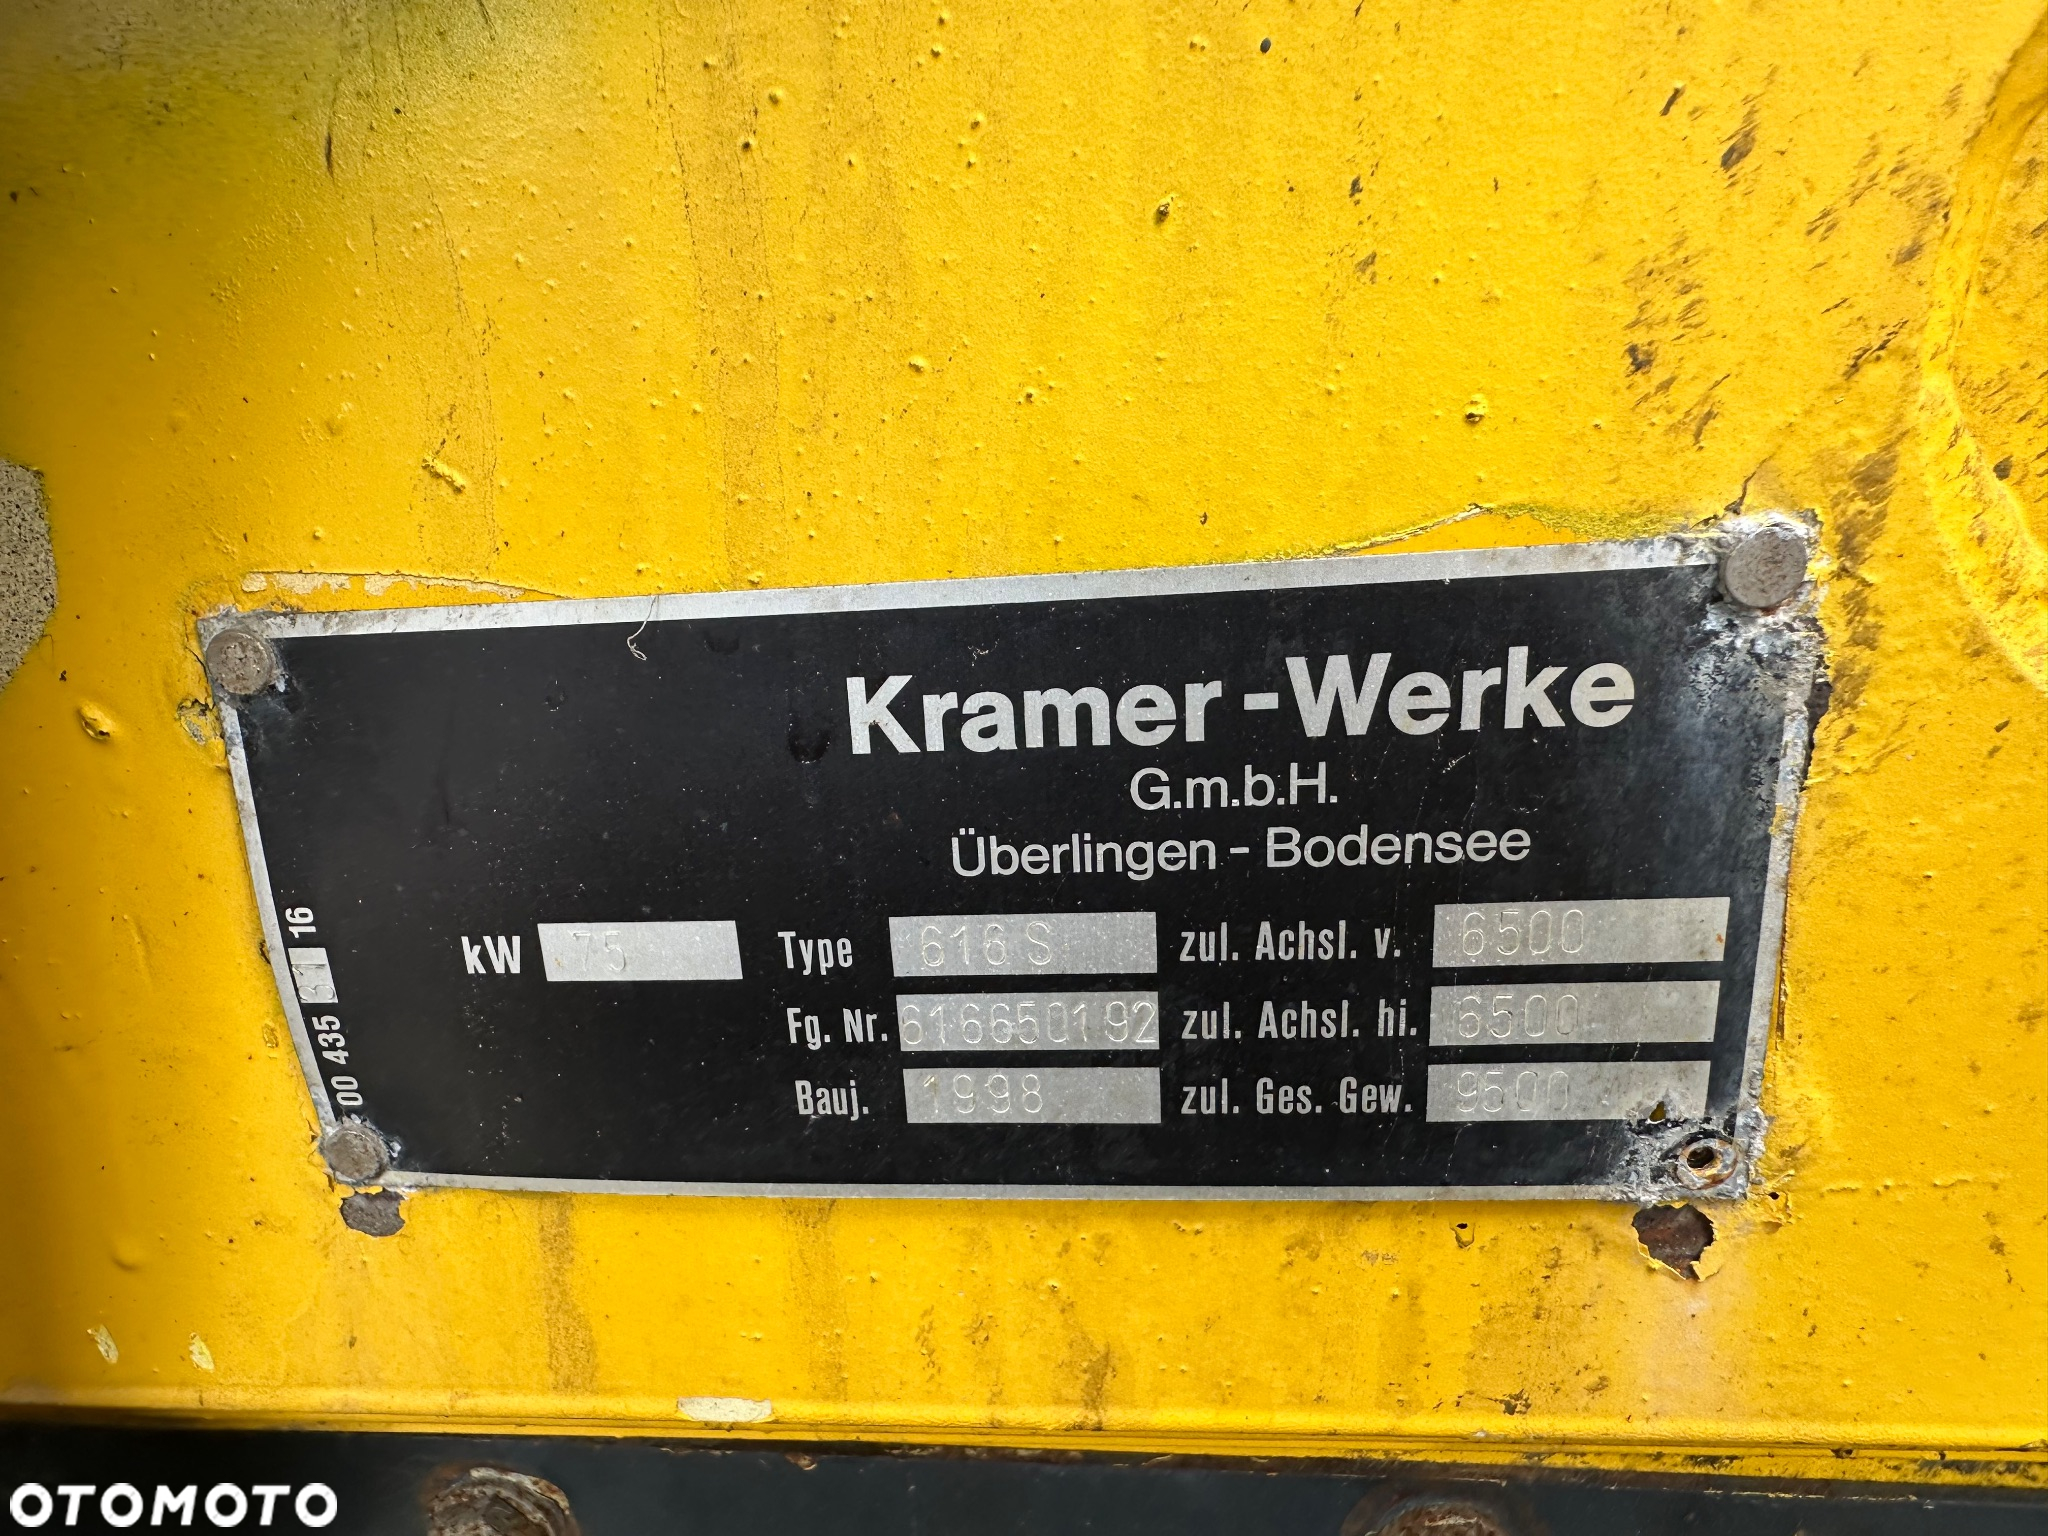 Kramer-Werke
G.m.b.H.
Überlingen - Bodensee
kW 75 Type 616 S zul. Achsl. v. 6500
Fg. Nr. 616650192 zul. Achsl. hi. 6500
Bauj. 1998 zul. Ges. Gew. 9500
00 435 31 16
OTOMOTO